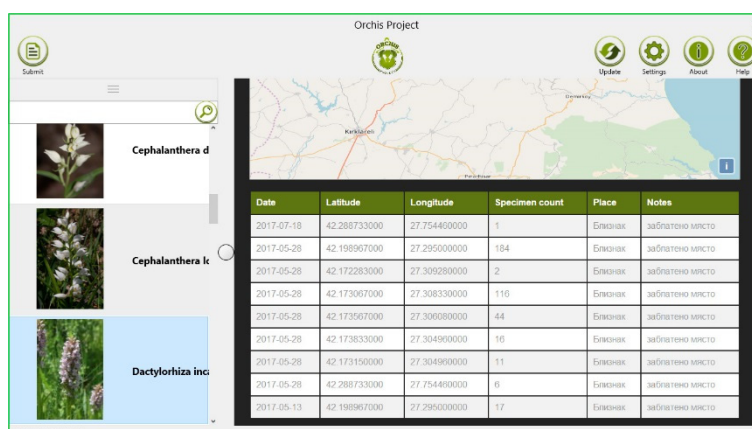 Orchis Project
ORCHIS
Submit
Update Settings About Help
Cephalanthera d
Cephalanthera lo
Dactylorhiza inca
Kırklareli
Demirköy
Pınarhisar
i
Date Latitude Longitude Specimen count Place Notes
2017-07-18 42.288733000 27.754460000 1 Близнак заблатено място
2017-05-28 42.198967000 27.295000000 184 Близнак заблатено място
2017-05-28 42.172283000 27.309280000 2 Близнак заблатено място
2017-05-28 42.173067000 27.308330000 116 Близнак заблатено място
2017-05-28 42.173567000 27.306080000 44 Близнак заблатено място
2017-05-28 42.173833000 27.304960000 16 Близнак заблатено място
2017-05-28 42.173150000 27.304960000 11 Близнак заблатено място
2017-05-28 42.288733000 27.754460000 6 Близнак заблатено място
2017-05-13 42.198967000 27.295000000 17 Близнак заблатено място